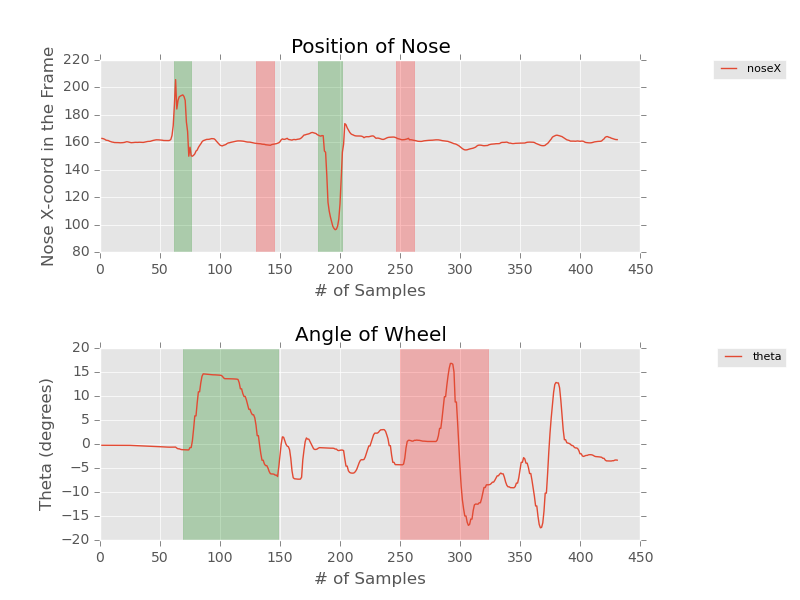 Position of Nose
Nose X-coord in the Frame
220
200
180
160
140
120
100
80
0 50 100 150 200 250 300 350 400 450
# of Samples
noseX
Angle of Wheel
Theta (degrees)
20
15
10
5
0
−5
−10
−15
−20
0 50 100 150 200 250 300 350 400 450
# of Samples
theta